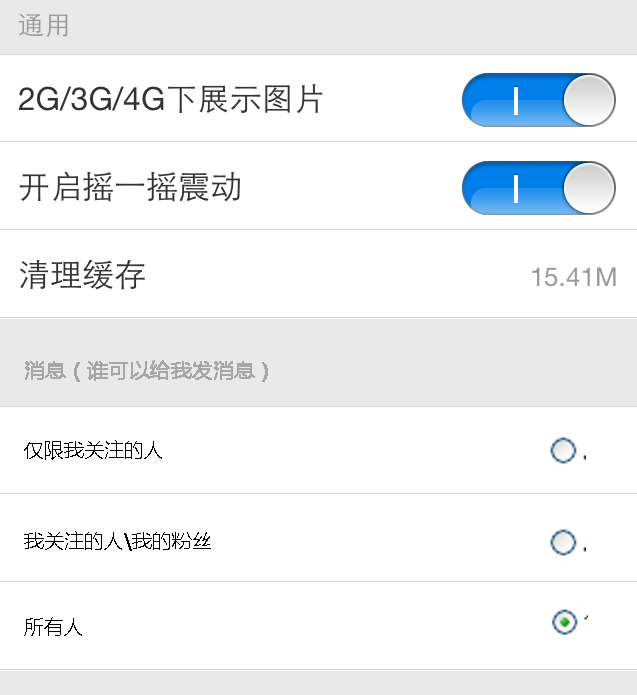 通用
2G/3G/4G下展示图片
开启摇一摇震动
清理缓存 15.41M
消息（谁可以给我发消息）
仅限我关注的人
我关注的人\我的粉丝
所有人